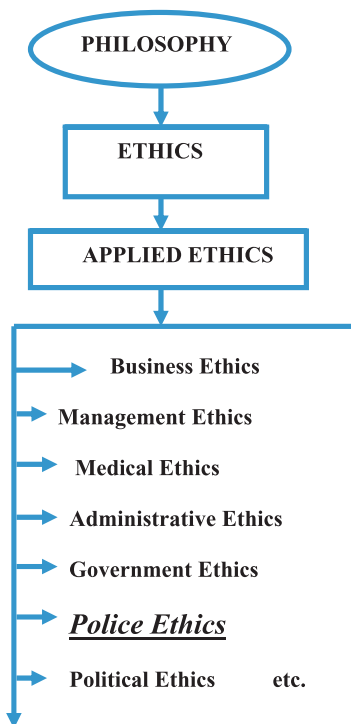 PHILOSOPHY
ETHICS
APPLIED ETHICS
Business Ethics
Management Ethics
Medical Ethics
Administrative Ethics
Government Ethics
Police Ethics
Political Ethics etc.